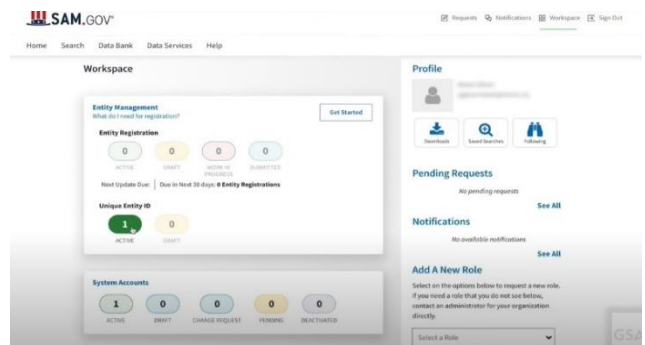 SAM.GOV®
Requests Notifications Workspace Sign Out
Home Search Data Bank Data Services Help
Workspace
Entity Management
What do I need for registration?
Get Started
Entity Registration
0 0 0 0
ACTIVE DRAFT WORK IN PROGRESS SUBMITTED
Next Update Due: Due in Next 30 days: 0 Entity Registrations
Unique Entity ID
1 0
ACTIVE DRAFT
System Accounts
1 0 0 0 0
ACTIVE DRAFT CHANGE REQUEST PENDING DEACTIVATED
Profile
Downloads Saved Searches Following
Pending Requests
No pending requests
See All
Notifications
No available notifications
See All
Add A New Role
Select on the options below to request a new role.
If you need a role that you do not see below,
contact an administrator for your organization
directly.
Select a Role
GSA